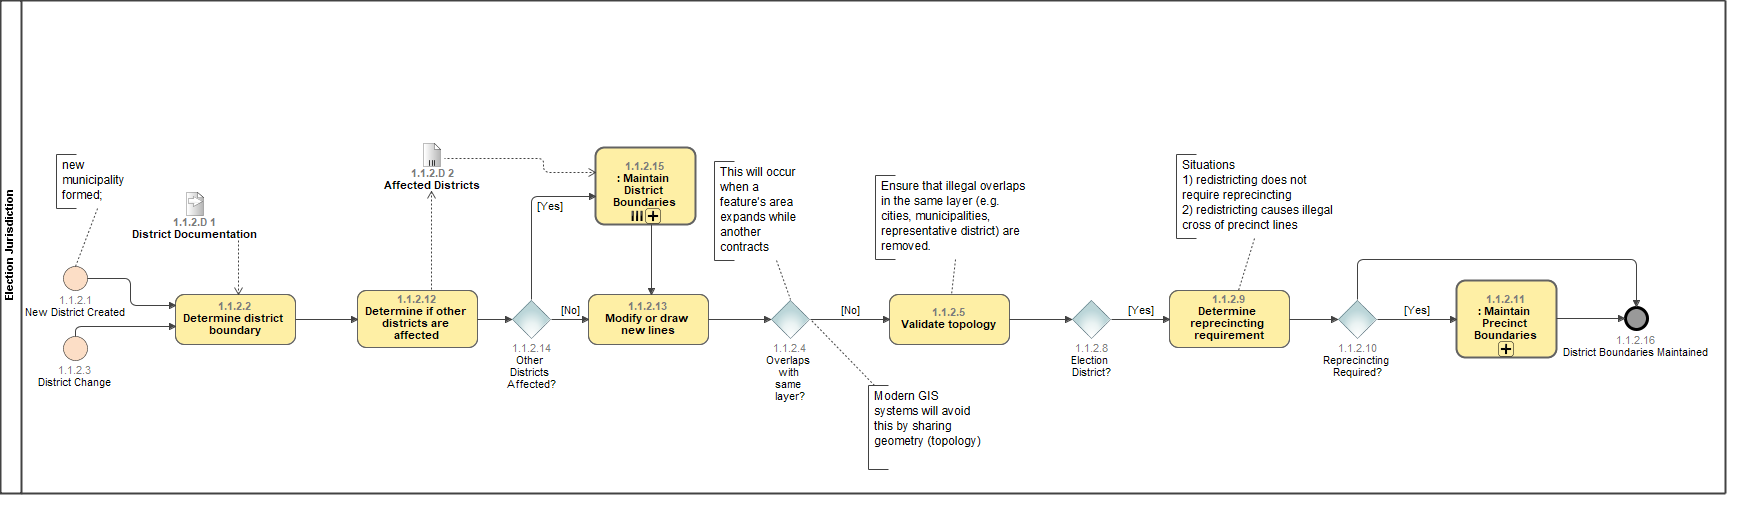 Election Jurisdiction
new
municipality
formed;
1.1.2.D 1
District Documentation
1.1.2.1
New District Created
1.1.2.3
District Change
1.1.2.2
Determine district
boundary
1.1.2.D 2
Affected Districts
1.1.2.12
Determine if other
districts are
affected
1.1.2.14
Other
Districts
Affected?
[Yes]
[No]
1.1.2.15
: Maintain
District
Boundaries
1.1.2.13
Modify or draw
new lines
This will occur
when a
feature's area
expands while
another
contracts
1.1.2.4
Overlaps
with
same
layer?
[No]
Modern GIS
systems will avoid
this by sharing
geometry (topology)
Ensure that illegal overlaps
in the same layer (e.g.
cities, municipalities,
representative district) are
removed.
1.1.2.5
Validate topology
1.1.2.8
Election
District?
[Yes]
Situations
1) redistricting does not
require reprecincting
2) redistricting causes illegal
cross of precinct lines
1.1.2.9
Determine
reprecincting
requirement
1.1.2.10
Reprecincting
Required?
[Yes]
1.1.2.11
: Maintain
Precinct
Boundaries
1.1.2.16
District Boundaries Maintained